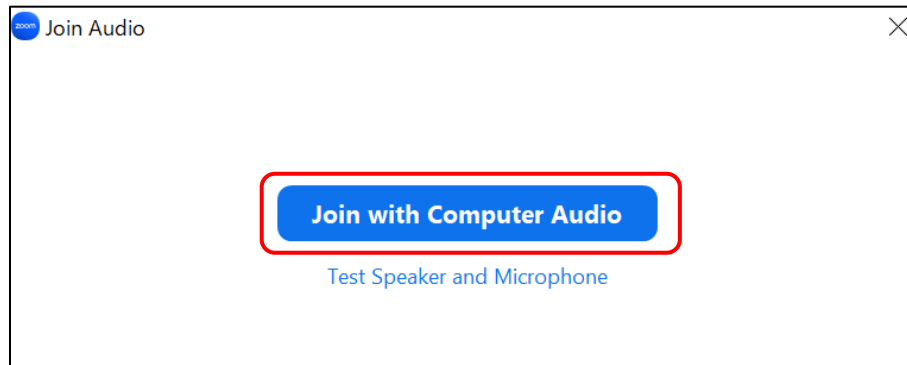 zoom Join Audio
Join with Computer Audio
Test Speaker and Microphone